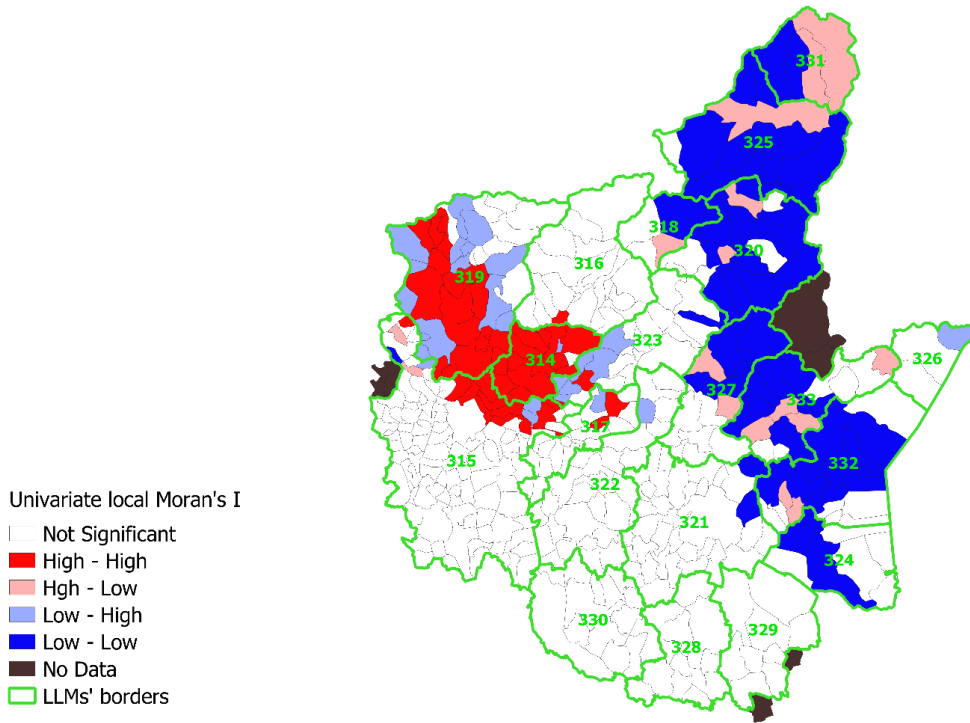 331
325
318
320
316
319
323
314
326
327
333
317
315
332
322
321
324
330
329
328
Univariate local Moran's I
Not Significant
High - High
Hgh - Low
Low - High
Low - Low
No Data
LLMs' borders